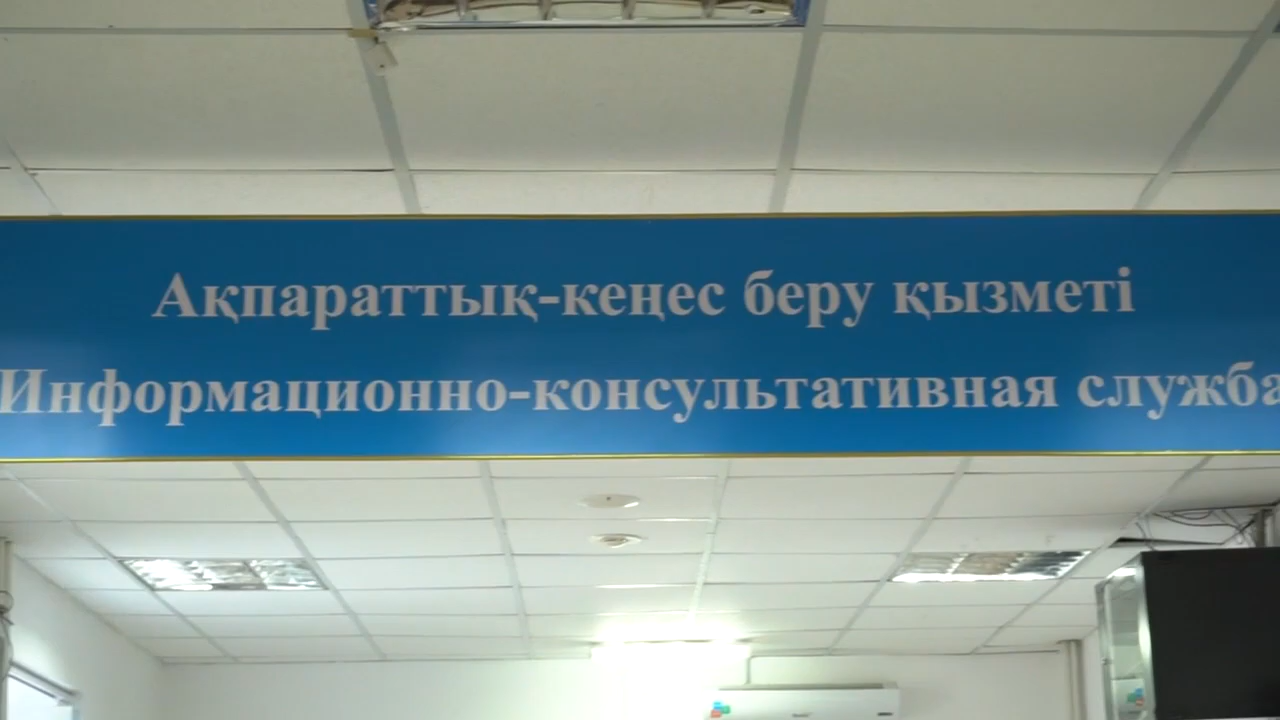 Ақпараттық-кеңес беру қызметі
Информационно-консультативная служба